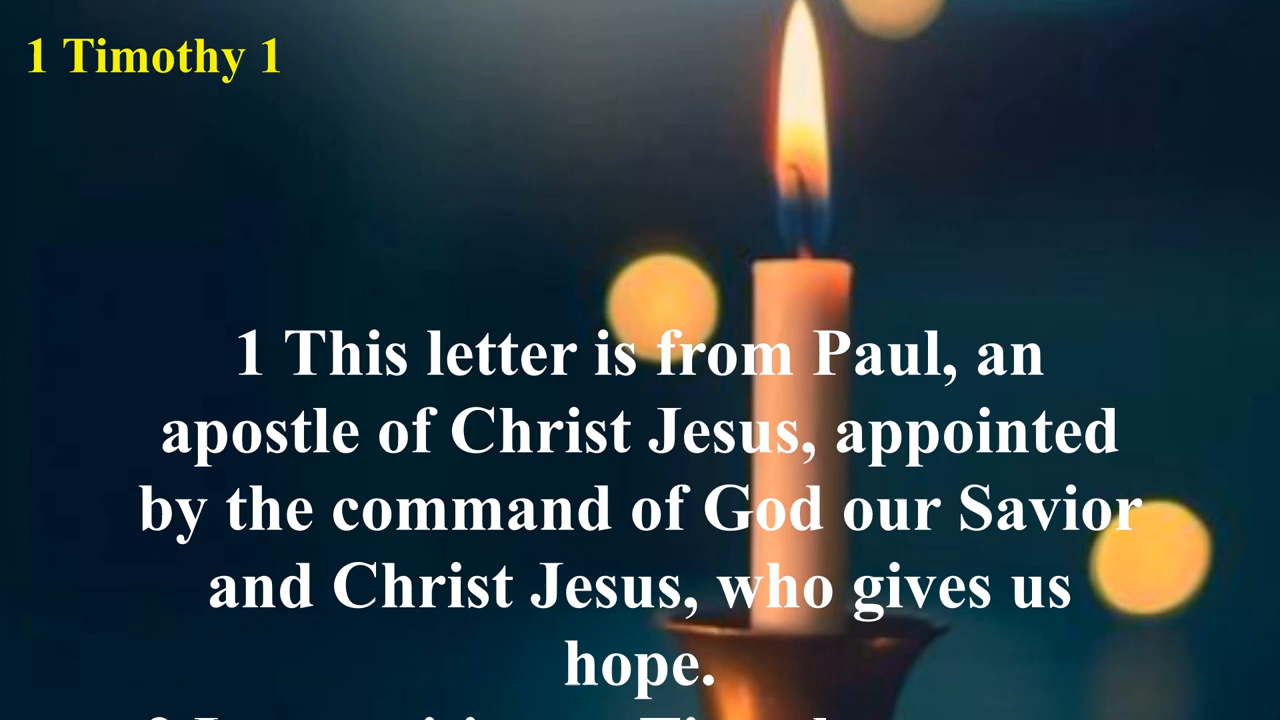 1 Timothy 1
1 This letter is from Paul, an
apostle of Christ Jesus, appointed
by the command of God our Savior
and Christ Jesus, who gives us
hope.